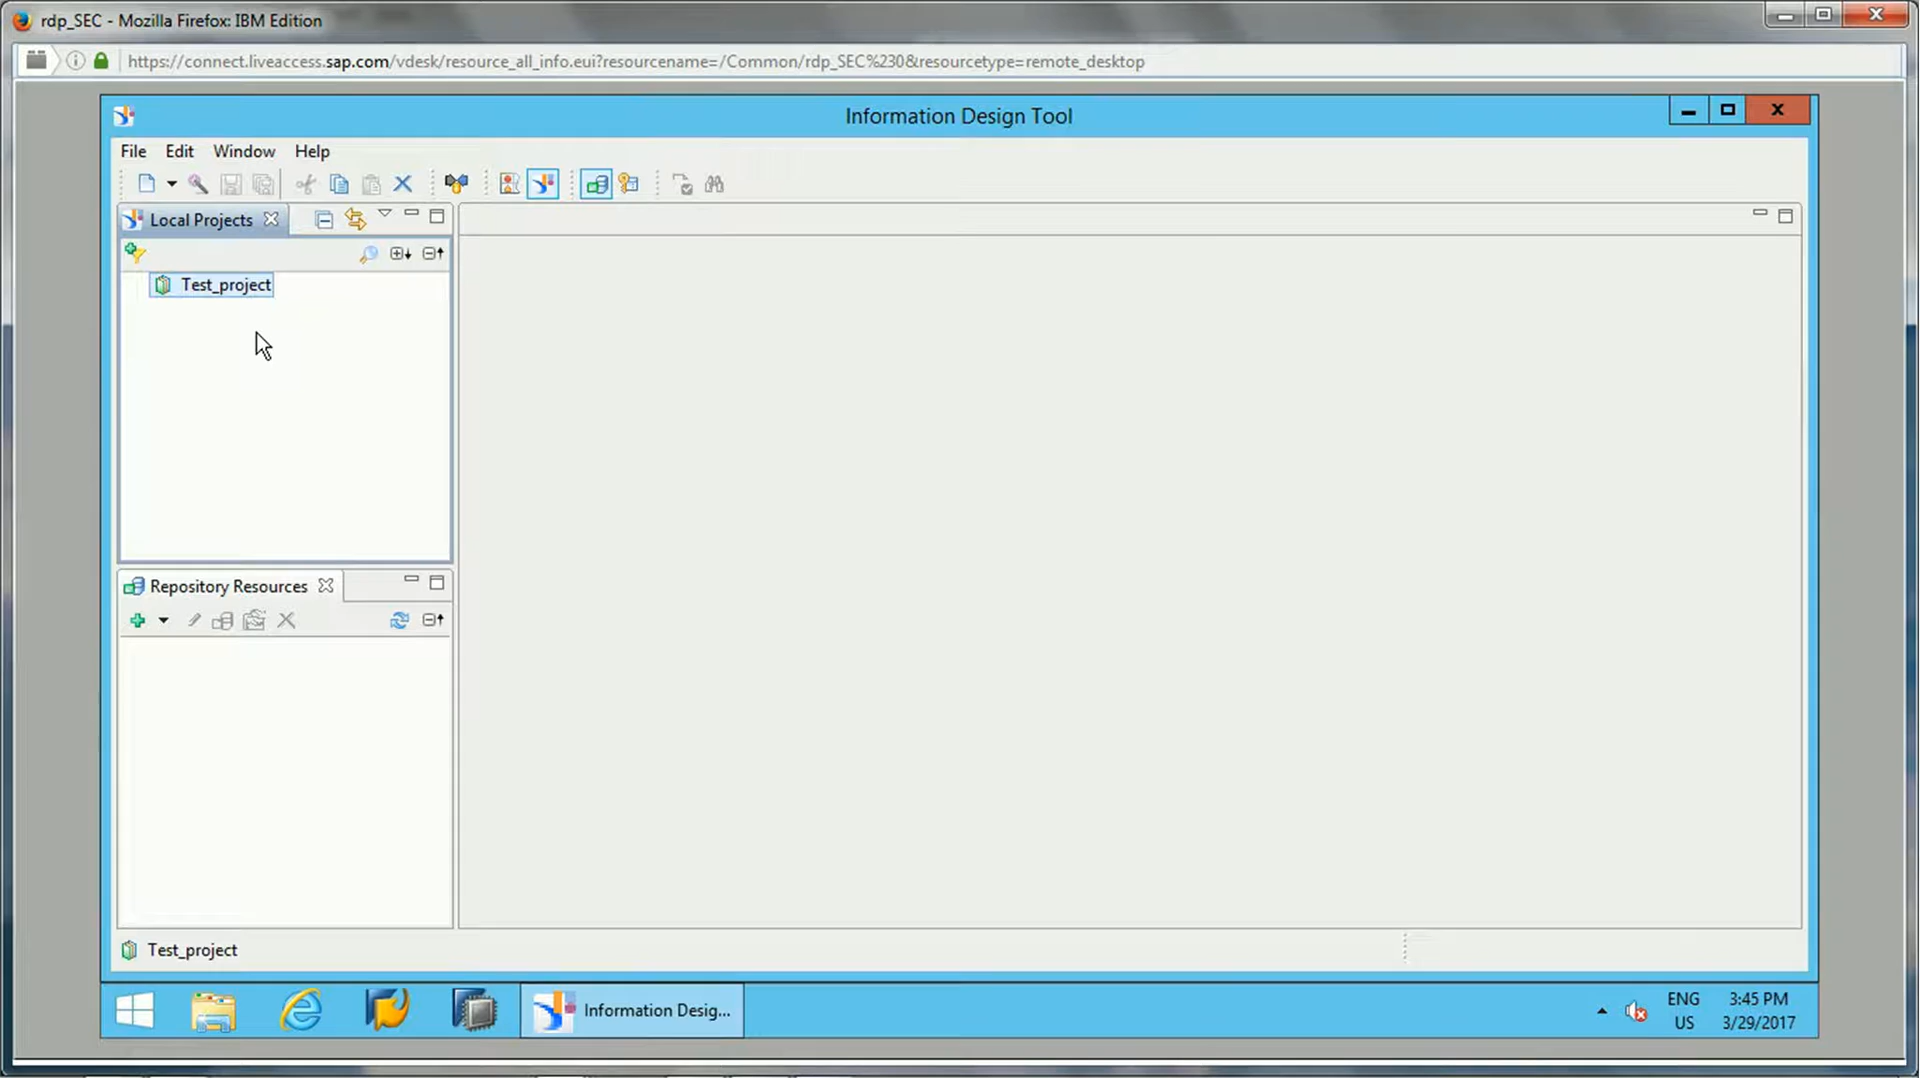 rdp_SEC - Mozilla Firefox: IBM Edition
https://connect.liveaccess.sap.com/vdesk/resource_all_info.eui?resourcename=/Common/rdp_SEC%230&resourcetype=remote_desktop
Information Design Tool
File Edit Window Help
Local Projects
Test_project
Repository Resources
Test_project
Information Desig...
ENG
US
3:45 PM
3/29/2017